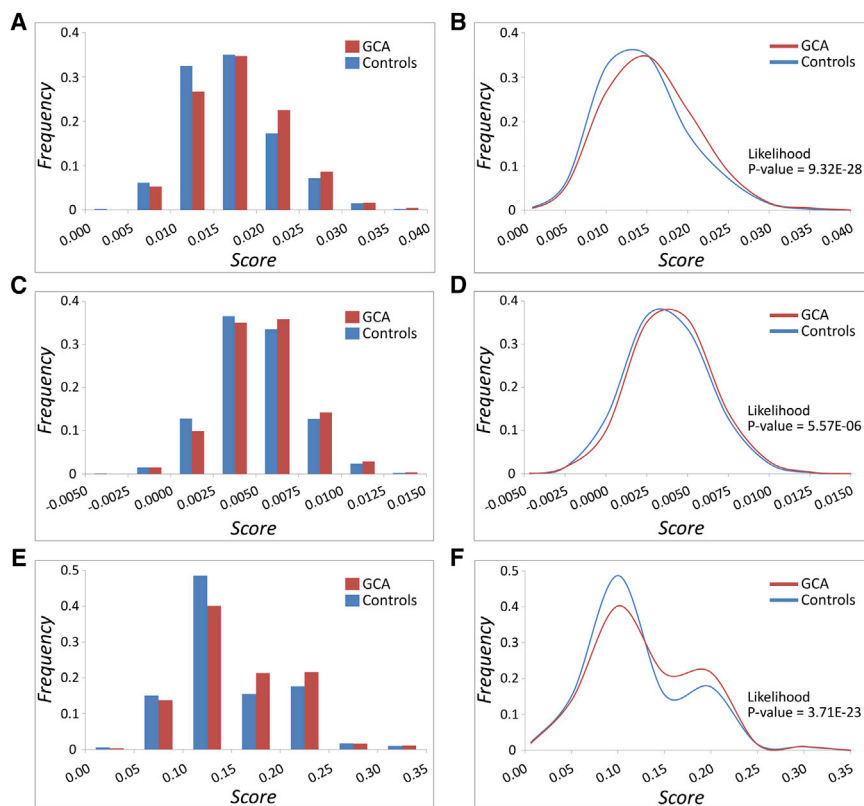 A
GCA
Controls
Frequency
0.4
0.3
0.2
0.1
0
0.000
0.005
0.010
0.015
0.020
0.025
0.030
0.035
0.040
Score
B
GCA
Controls
Frequency
0.4
0.3
0.2
0.1
0
Likelihood
P-value = 9.32E-28
0.000
0.005
0.010
0.015
0.020
0.025
0.030
0.035
0.040
Score
C
GCA
Controls
Frequency
0.4
0.3
0.2
0.1
0
-0.0050
-0.0025
0.0000
0.0025
0.0050
0.0075
0.0100
0.0125
0.0150
Score
D
GCA
Controls
Frequency
0.4
0.3
0.2
0.1
0
Likelihood
P-value = 5.57E-06
-0.0050
-0.0025
0.0000
0.0025
0.0050
0.0075
0.0100
0.0125
0.0150
Score
E
GCA
Controls
Frequency
0.5
0.4
0.3
0.2
0.1
0
0.00
0.05
0.10
0.15
0.20
0.25
0.30
0.35
Score
F
GCA
Controls
Frequency
0.5
0.4
0.3
0.2
0.1
0
Likelihood
P-value = 3.71E-23
0.00
0.05
0.10
0.15
0.20
0.25
0.30
0.35
Score